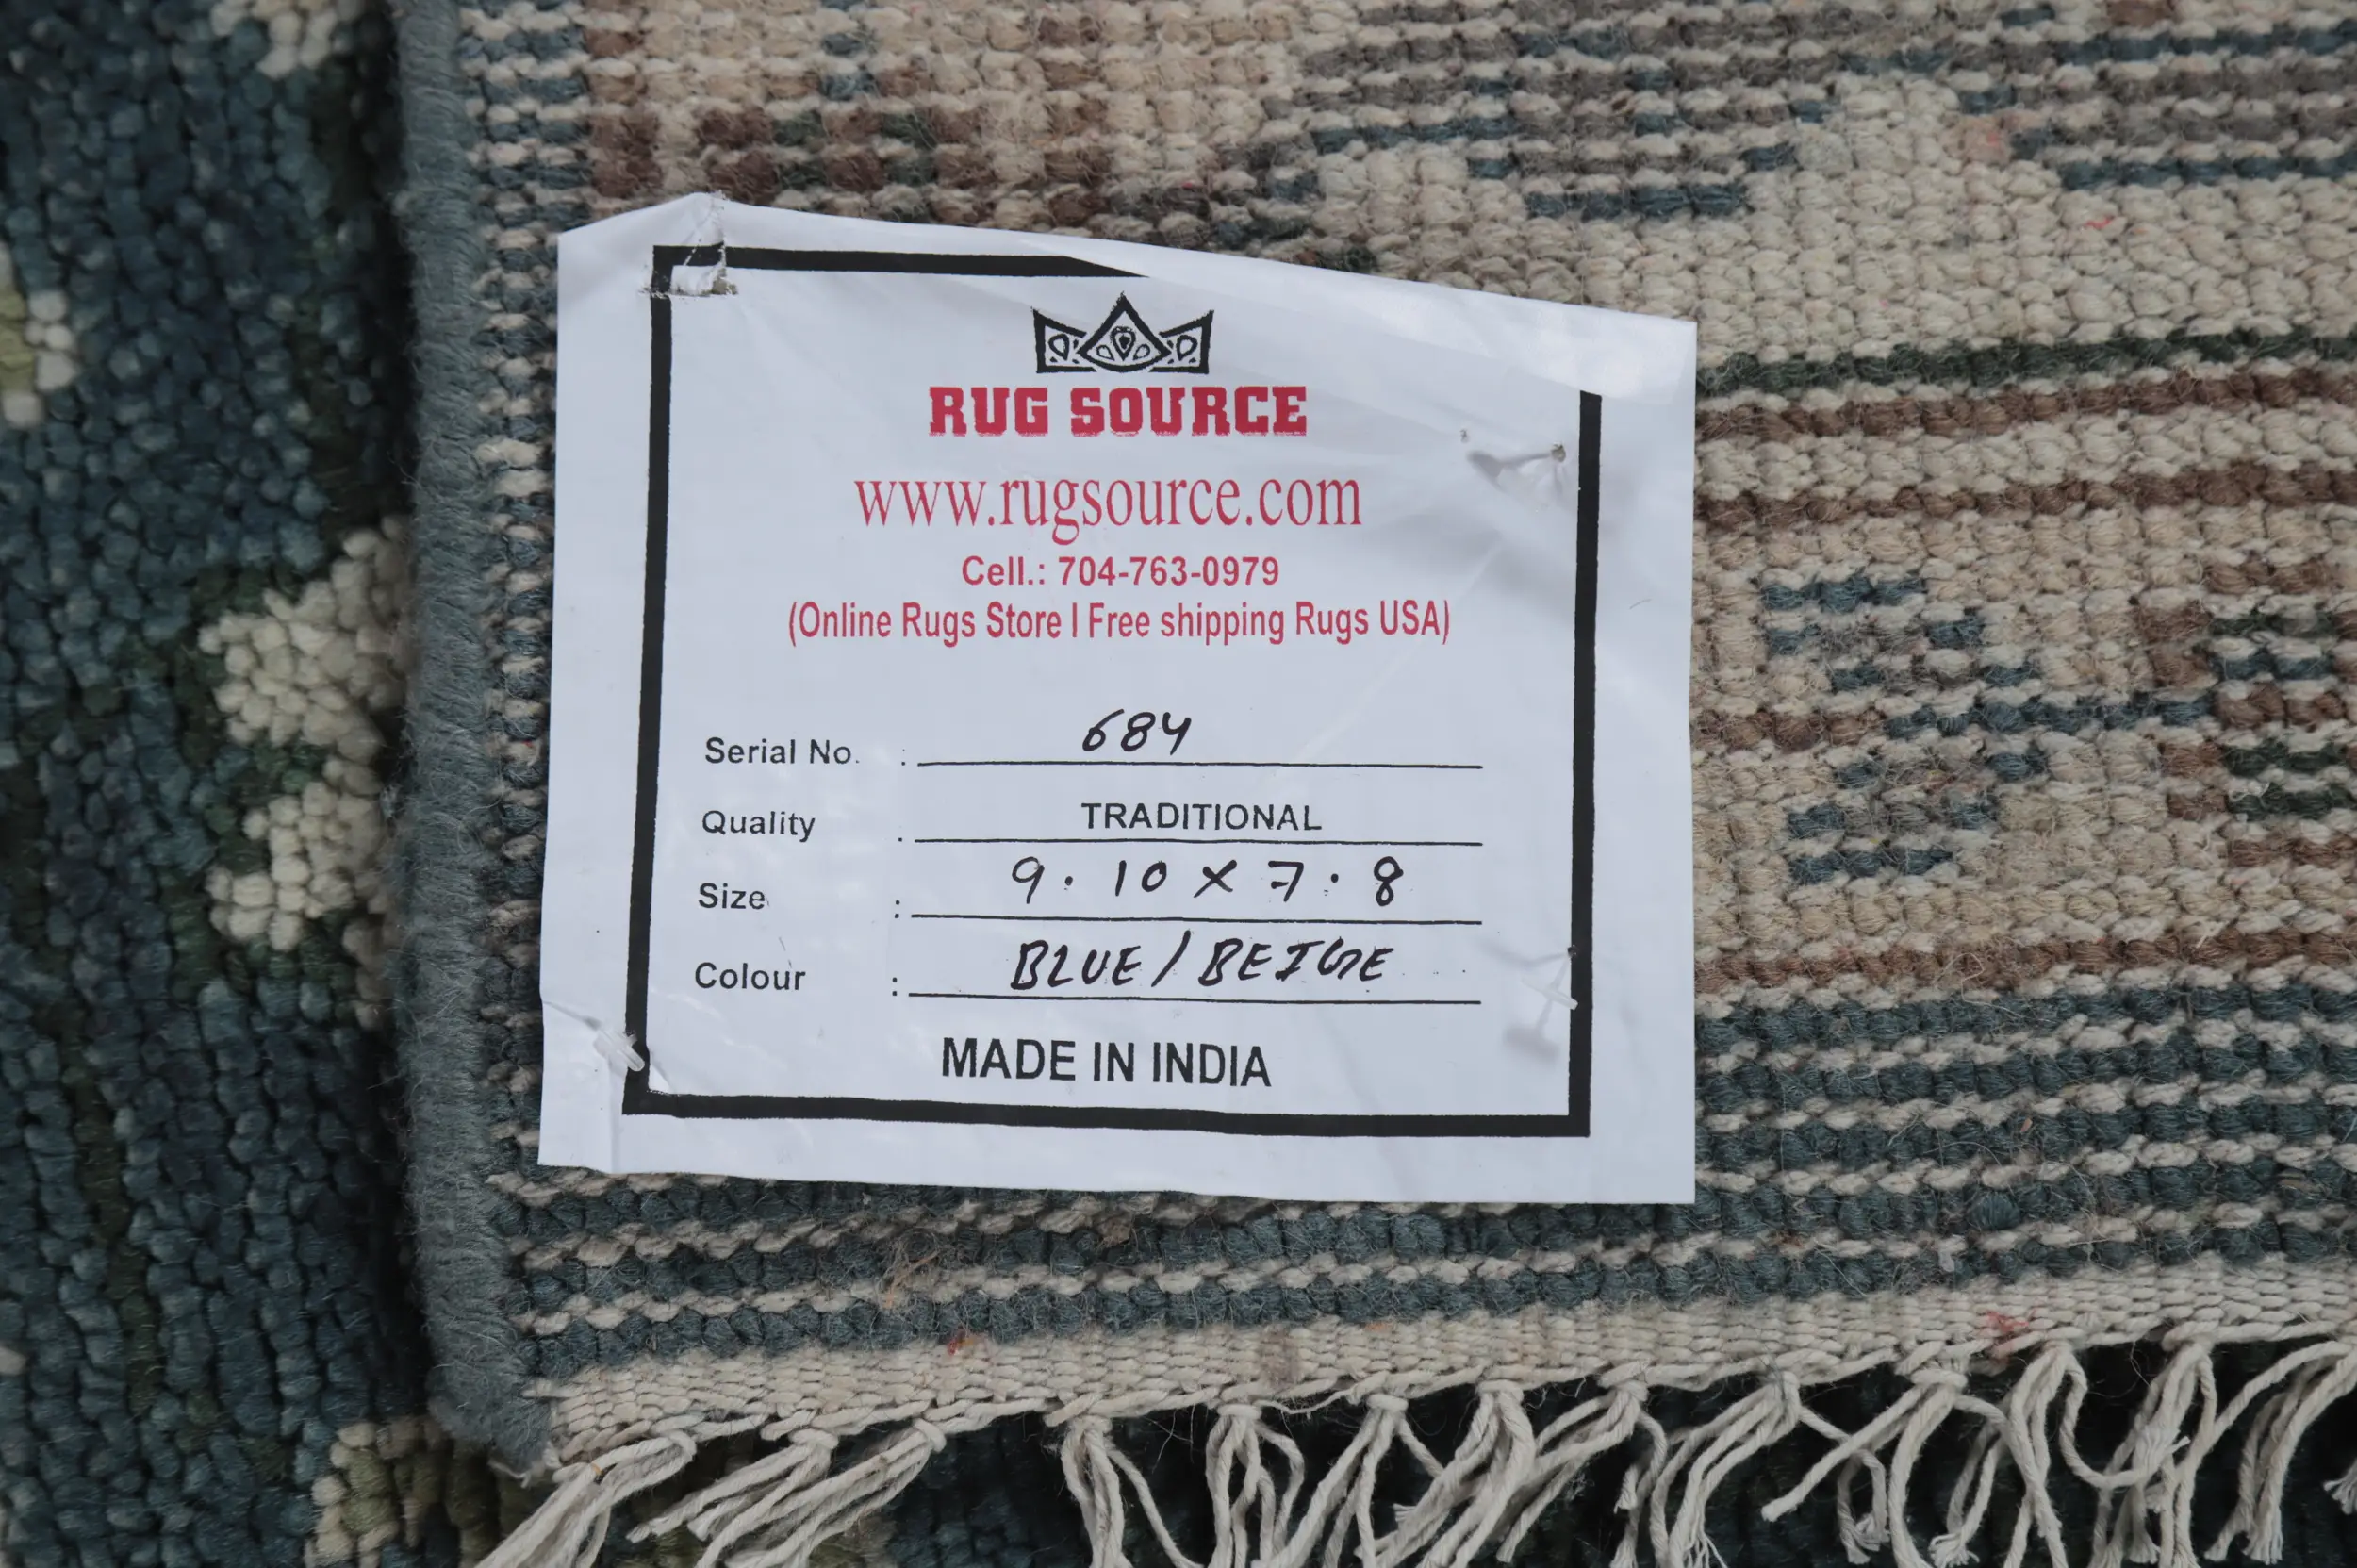 RUG SOURCE
www.rugsource.com
Cell.: 704-763-0979
(Online Rugs Store I Free shipping Rugs USA)
Serial No. : 684
Quality : TRADITIONAL
Size : 9.10 X 7.8
Colour : BLUE/BEIGE
MADE IN INDIA